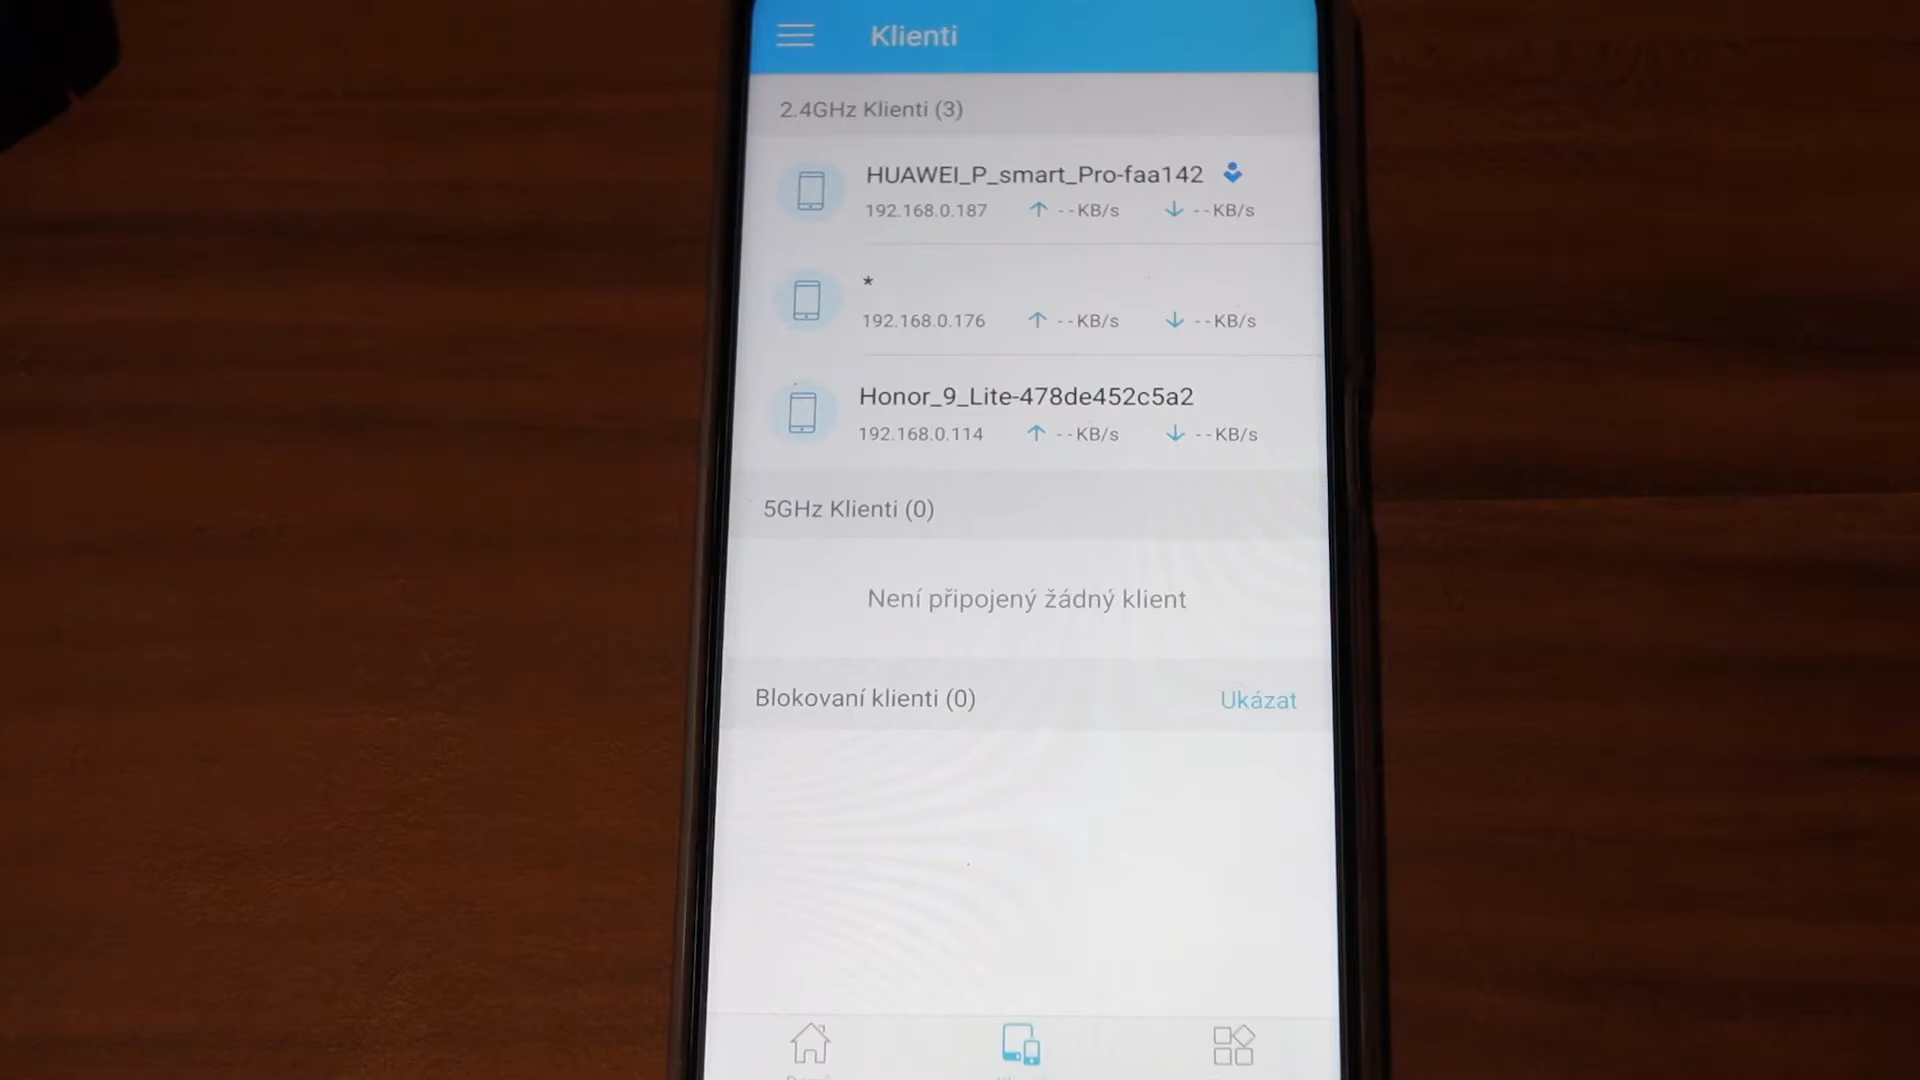 Klienti
2.4GHz Klienti (3)
HUAWEI_P_smart_Pro-faa142
192.168.0.187 ↑ --KB/s ↓ --KB/s
*
192.168.0.176 ↑ --KB/s ↓ --KB/s
Honor_9_Lite-478de452c5a2
192.168.0.114 ↑ --KB/s ↓ --KB/s
5GHz Klienti (0)
Není připojený žádný klient
Blokovaní klienti (0) Ukázat